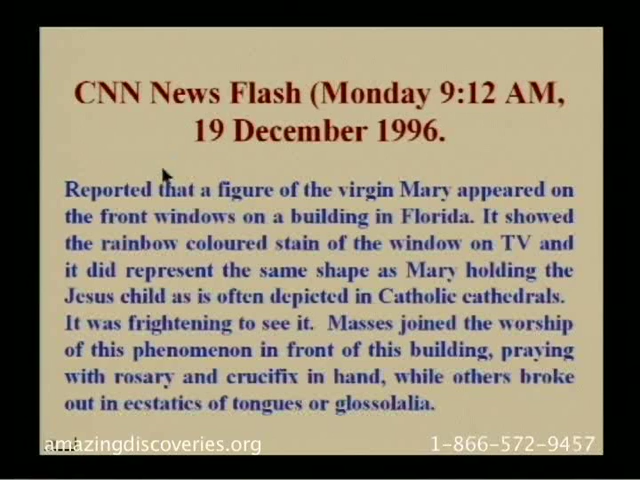 CNN News Flash (Monday 9:12 AM,
19 December 1996.
Reported that a figure of the virgin Mary appeared on
the front windows on a building in Florida. It showed
the rainbow coloured stain of the window on TV and
it did represent the same shape as Mary holding the
Jesus child as is often depicted in Catholic cathedrals.
It was frightening to see it. Masses joined the worship
of this phenomenon in front of this building, praying
with rosary and crucifix in hand, while others broke
out in ecstatics of tongues or glossolalia.
amazingdiscoveries.org 1-866-572-9457